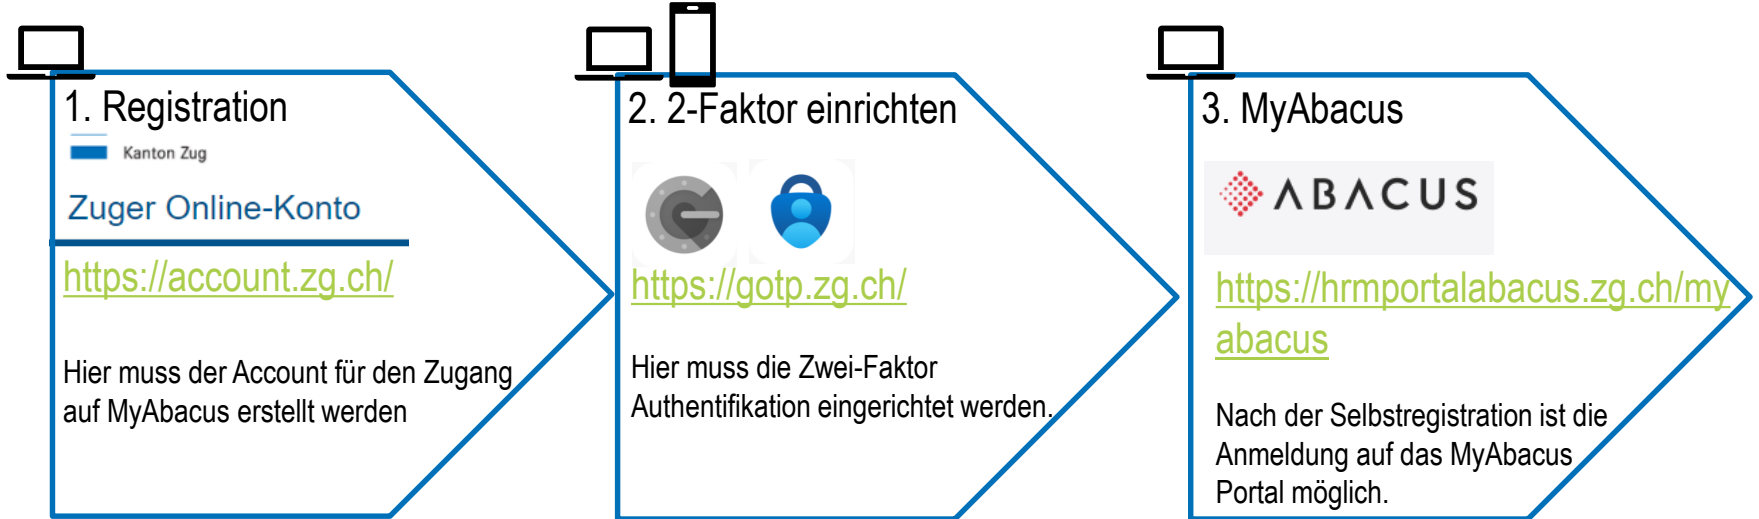 1. Registration
Kanton Zug
Zuger Online-Konto
https://account.zg.ch/
Hier muss der Account für den Zugang
auf MyAbacus erstellt werden
2. 2-Faktor einrichten
https://gotp.zg.ch/
Hier muss die Zwei-Faktor
Authentifikation eingerichtet werden.
3. MyAbacus
ABACUS
https://hrmportalabacus.zg.ch/my
abacus
Nach der Selbstregistration ist die
Anmeldung auf das MyAbacus
Portal möglich.